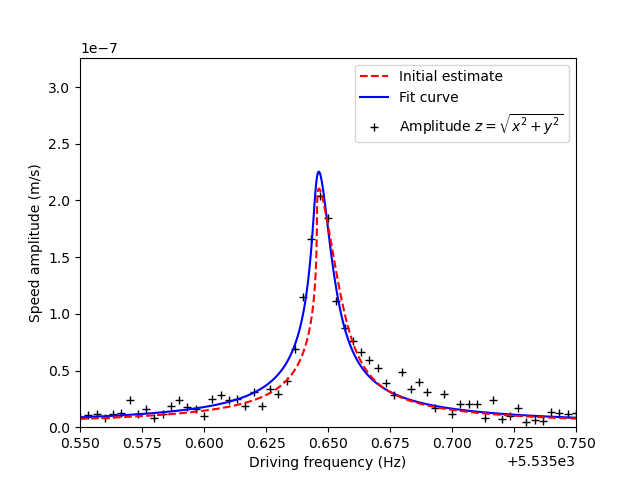 1e−7
3.0
2.5
2.0
1.5
1.0
0.5
0.0
Speed amplitude (m/s)
Initial estimate
Fit curve
Amplitude z = √x² + y²
0.550 0.575 0.600 0.625 0.650 0.675 0.700 0.725 0.750
Driving frequency (Hz)
+5.535e3